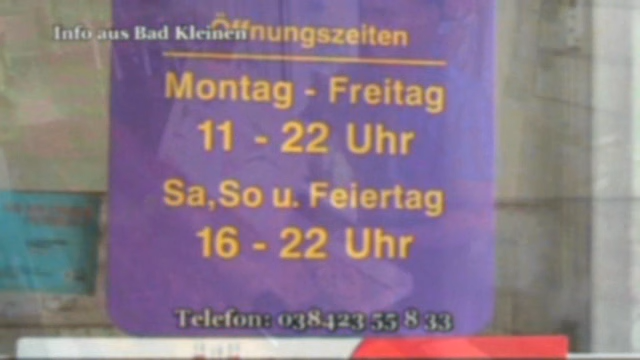 Info aus Bad Kleinen
Öffnungszeiten
Montag - Freitag
11 - 22 Uhr
Sa,So u. Feiertag
16 - 22 Uhr
Telefon: 038423 55 8 33